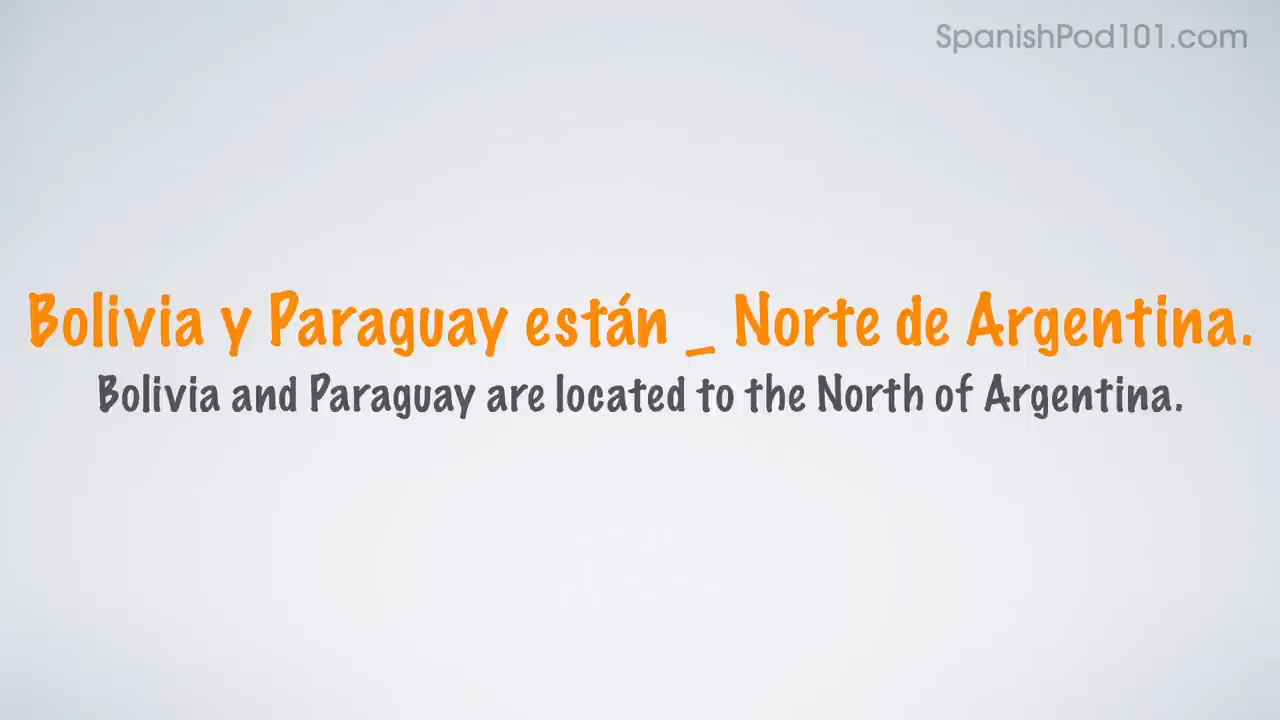 SpanishPod101.com
Bolivia y Paraguay están _ Norte de Argentina.
Bolivia and Paraguay are located to the North of Argentina.